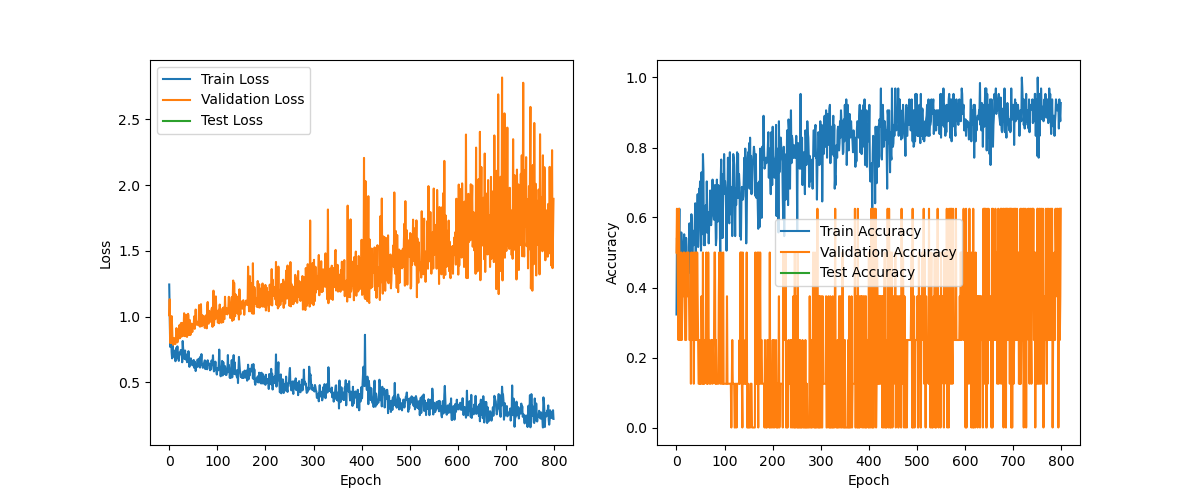 Train Loss
Validation Loss
Test Loss
2.5
2.0
1.5
1.0
0.5
0 100 200 300 400 500 600 700 800
Epoch
Loss
1.0
0.8
0.6
0.4
0.2
0.0
Train Accuracy
Validation Accuracy
Test Accuracy
0 100 200 300 400 500 600 700 800
Epoch
Accuracy